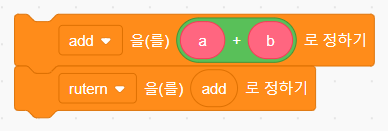 add 을(를) a + b 로 정하기
rutern 을(를) add 로 정하기